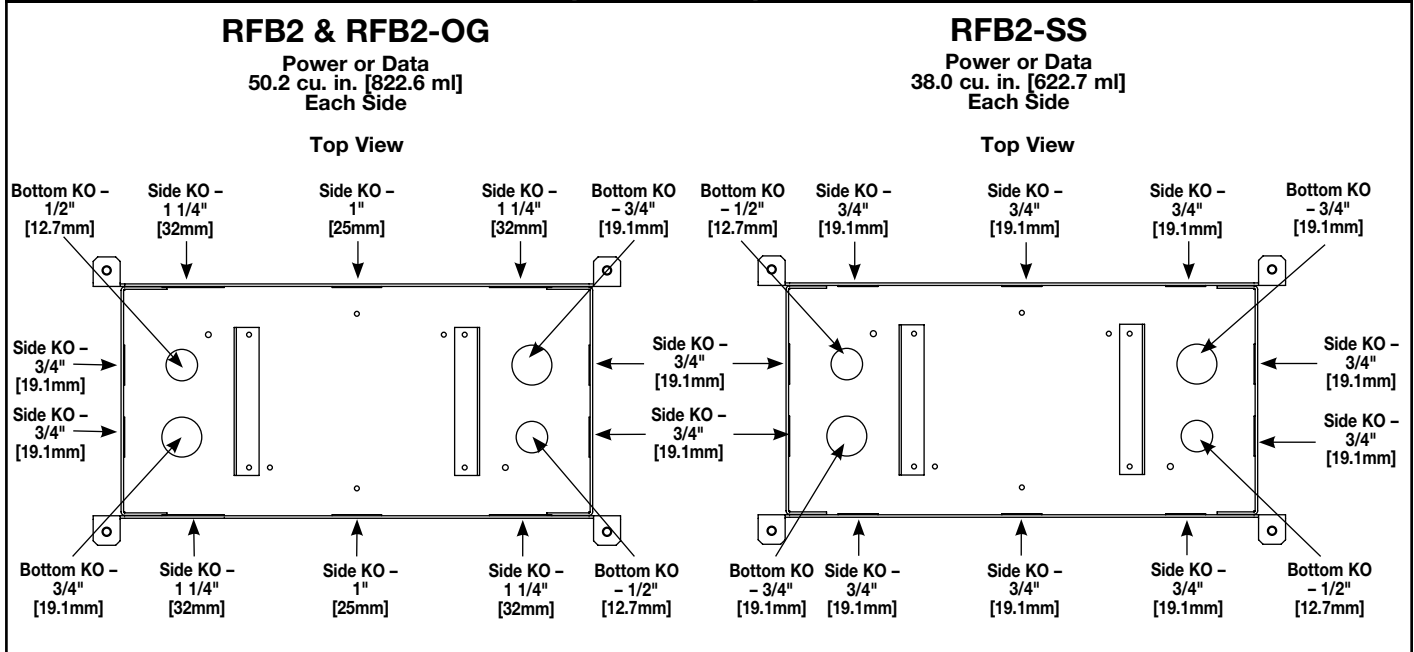 RFB2 & RFB2-OG
Power or Data
50.2 cu. in. [822.6 ml]
Each Side
Top View
Bottom KO –
1/2"
[12.7mm]
Side KO –
1 1/4"
[32mm]
Side KO –
1"
[25mm]
Side KO –
1 1/4"
[32mm]
Bottom KO
– 3/4"
[19.1mm]
Side KO –
3/4"
[19.1mm]
Side KO –
3/4"
[19.1mm]
Side KO –
3/4"
[19.1mm]
Side KO –
3/4"
[19.1mm]
Bottom KO –
3/4"
[19.1mm]
Side KO –
1 1/4"
[32mm]
Side KO –
1"
[25mm]
Side KO –
1 1/4"
[32mm]
Bottom KO
– 1/2"
[12.7mm]
RFB2-SS
Power or Data
38.0 cu. in. [622.7 ml]
Each Side
Top View
Bottom KO
– 1/2"
[12.7mm]
Side KO –
3/4"
[19.1mm]
Side KO –
3/4"
[19.1mm]
Side KO –
3/4"
[19.1mm]
Bottom KO
– 3/4"
[19.1mm]
Side KO –
3/4"
[19.1mm]
Side KO –
3/4"
[19.1mm]
Bottom KO
– 3/4"
[19.1mm]
Side KO –
3/4"
[19.1mm]
Side KO –
3/4"
[19.1mm]
Side KO –
3/4"
[19.1mm]
Bottom KO
– 1/2"
[12.7mm]